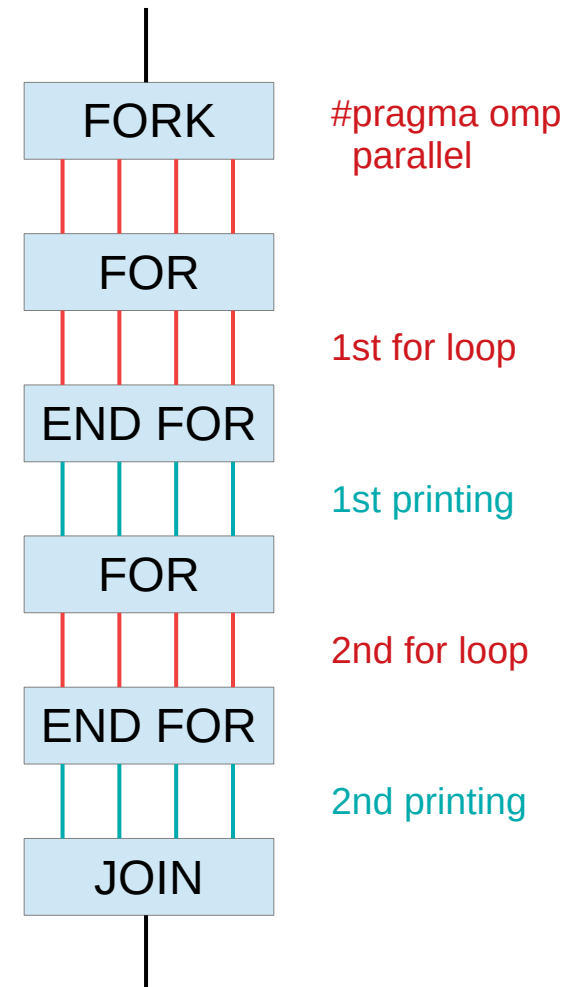 FORK
#pragma omp
parallel
FOR
1st for loop
END FOR
1st printing
FOR
2nd for loop
END FOR
2nd printing
JOIN